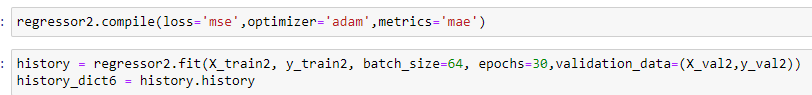 : regressor2.compile(loss='mse',optimizer='adam',metrics='mae')
: history = regressor2.fit(X_train2, y_train2, batch_size=64, epochs=30,validation_data=(X_val2,y_val2))
history_dict6 = history.history